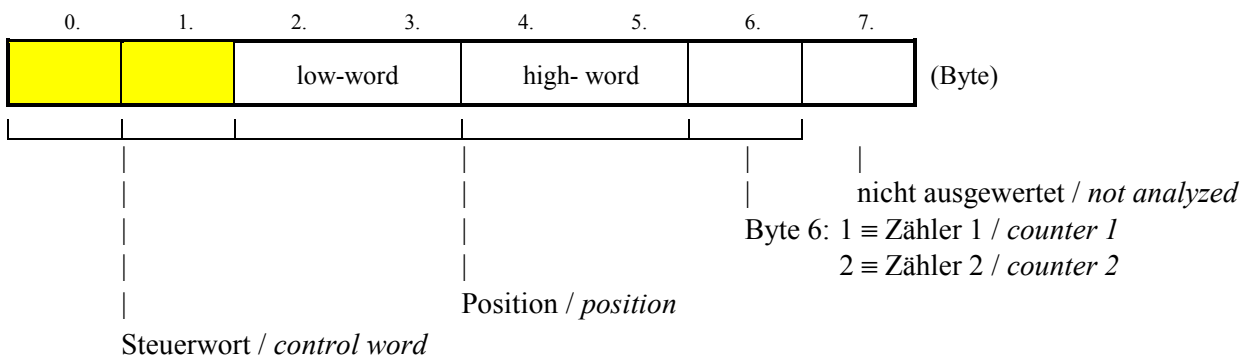 0. 1. 2. 3. 4. 5. 6. 7.
low-word high- word (Byte)
nicht ausgewertet / not analyzed
Byte 6: 1 ≡ Zähler 1 / counter 1
2 ≡ Zähler 2 / counter 2
Position / position
Steuerwort / control word